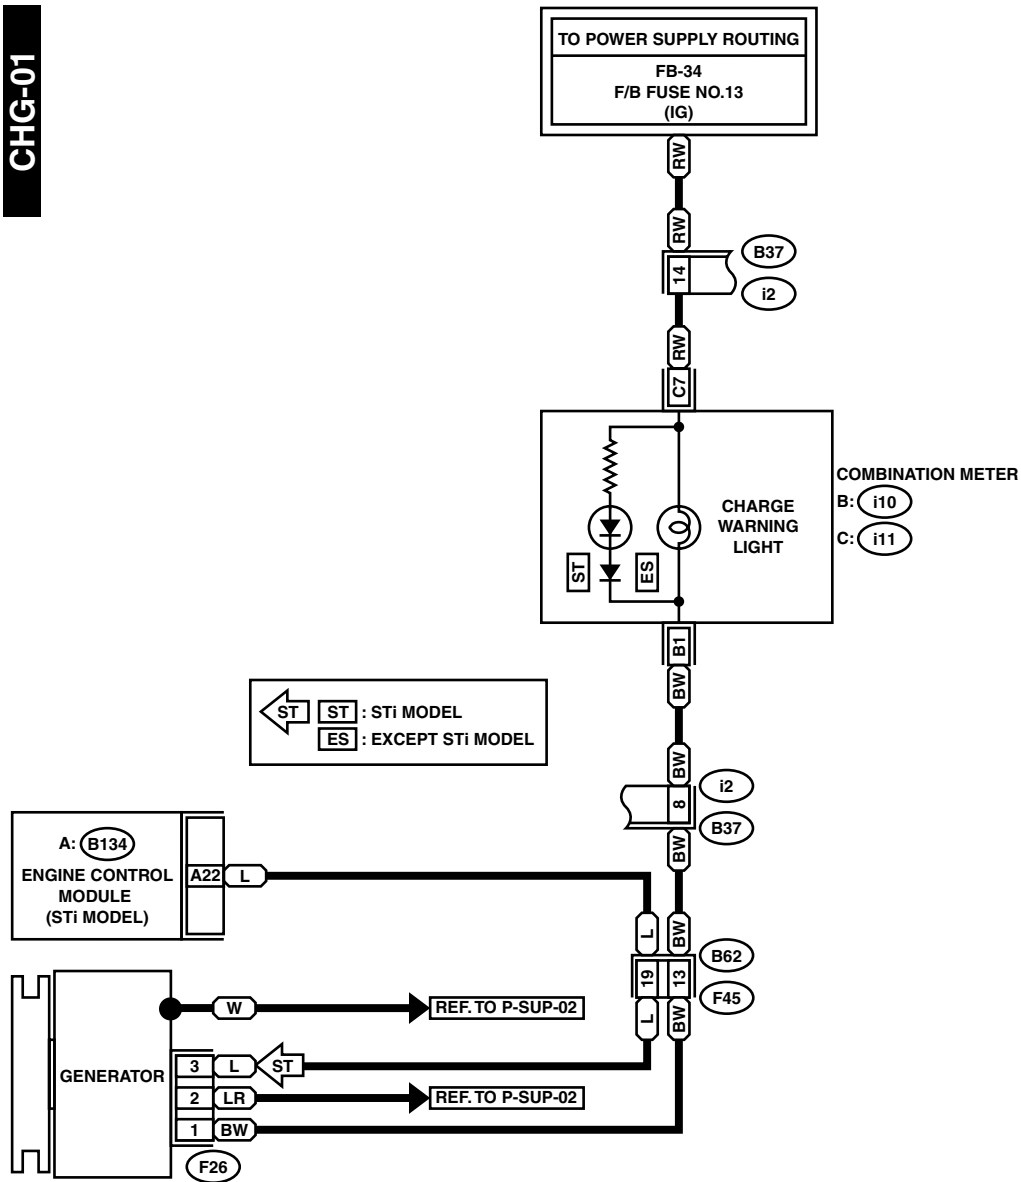 CHG-01
TO POWER SUPPLY ROUTING
FB-34
F/B FUSE NO.13
(IG)
RW
RW
14
B37
i2
RW
C7
COMBINATION METER
B: i10
C: i11
CHARGE
WARNING
LIGHT
ST
ES
B1
BW
ST ST : STi MODEL
ES : EXCEPT STi MODEL
BW
8
i2
B37
BW
A: B134
ENGINE CONTROL
MODULE
(STi MODEL)
A22 L
L BW
19 13
B62
F45
L BW
GENERATOR
W REF. TO P-SUP-02
3 L ST
2 LR REF. TO P-SUP-02
1 BW
F26